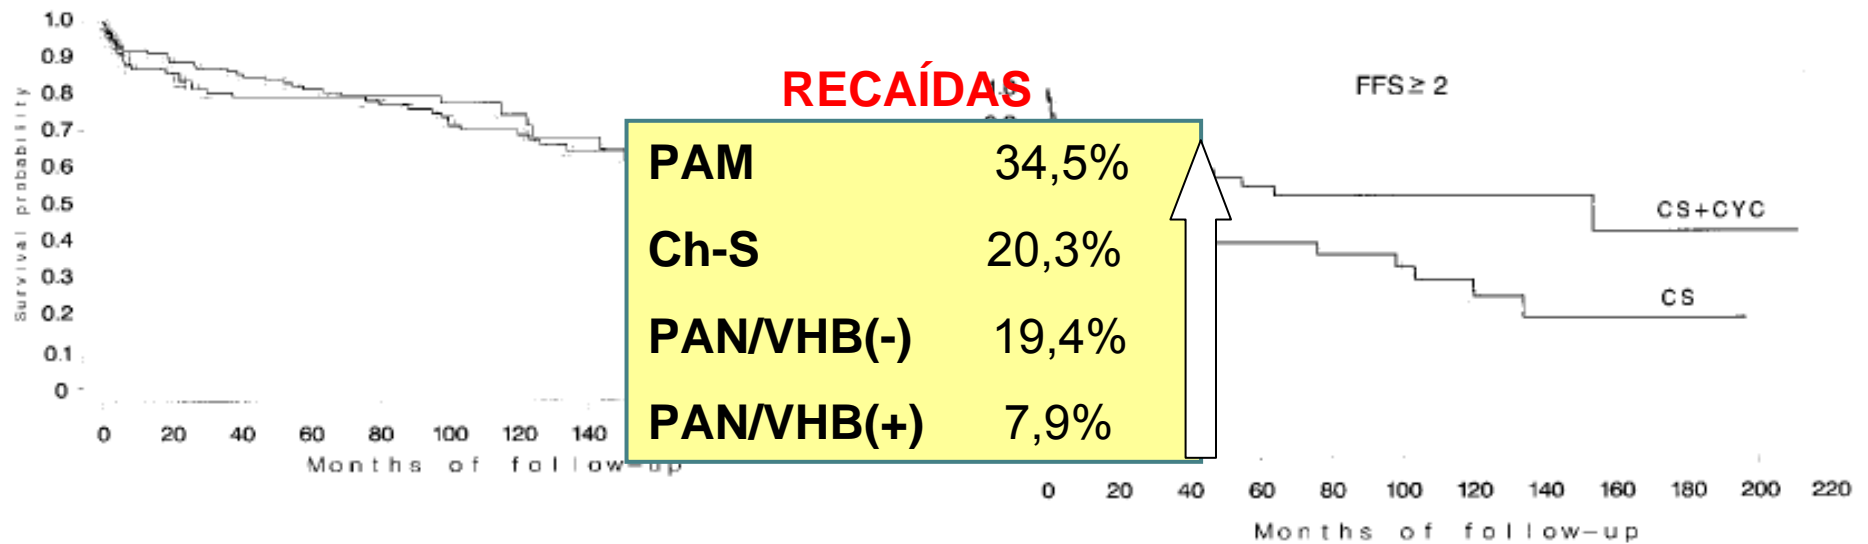 RECAÍDAS
PAM 34,5%
Ch-S 20,3%
PAN/VHB(-) 19,4%
PAN/VHB(+) 7,9%
Survival probability
1.0
0.9
0.8
0.7
0.6
0.5
0.4
0.3
0.2
0.1
0
0 20 40 60 80 100 120 140
Months of follow-up
FFS ≥ 2
CS+CYC
CS
0 20 40 60 80 100 120 140 160 180 200 220
Months of follow-up